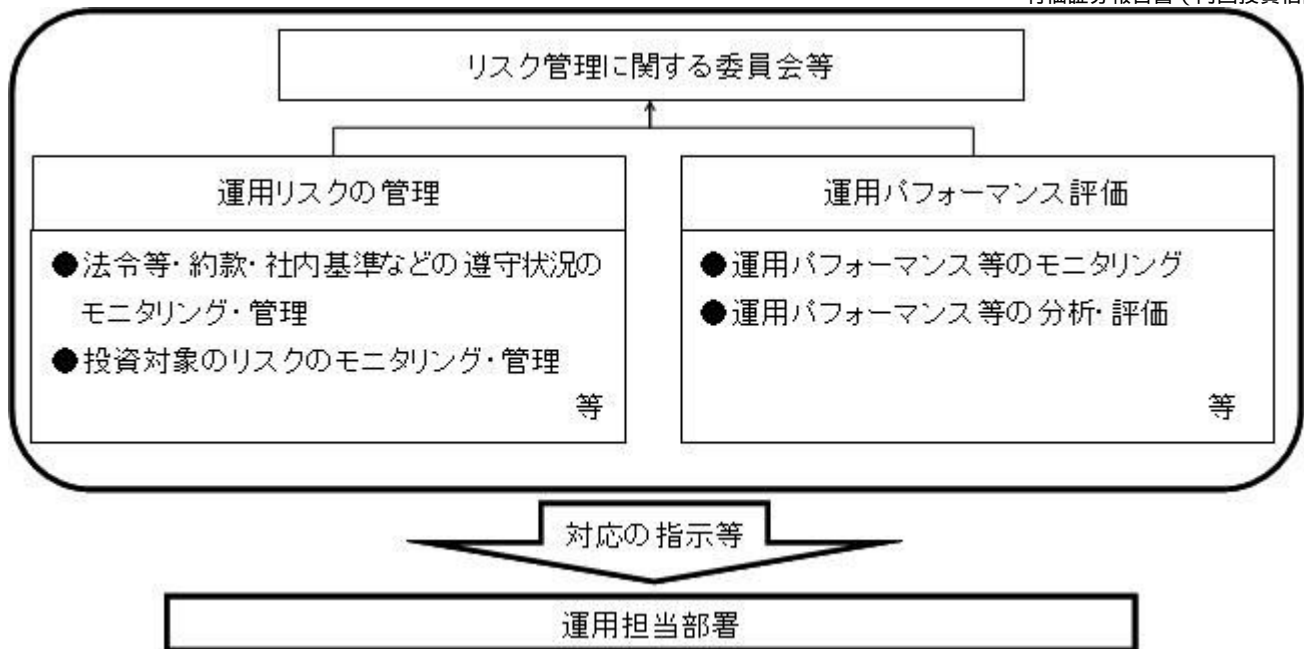 リスク管理に関する委員会等
運用リスクの管理
●法令等・約款・社内基準などの遵守状況の
モニタリング・管理
●投資対象のリスクのモニタリング・管理
等
運用パフォーマンス評価
●運用パフォーマンス等のモニタリング
●運用パフォーマンス等の分析・評価
等
対応の指示等
運用担当部署